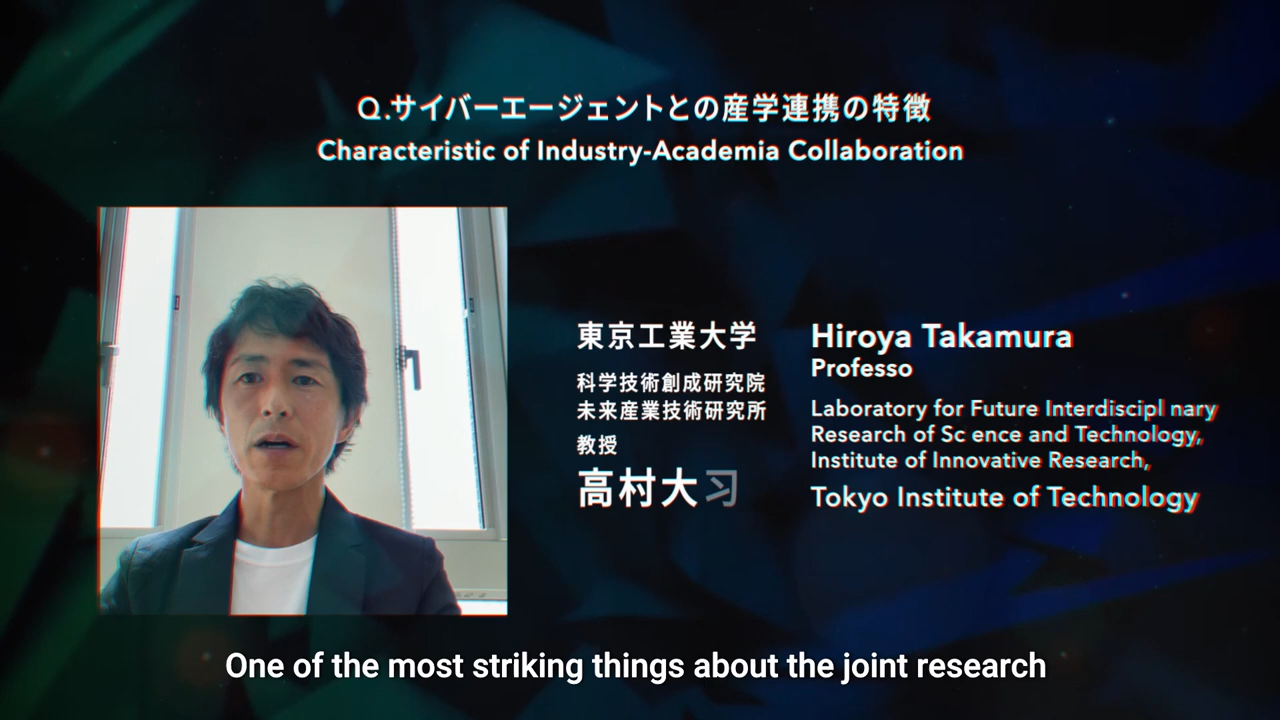 Q.サイバーエージェントとの産学連携の特徴
Characteristic of Industry-Academia Collaboration
東京工業大学
科学技術創成研究院
未来産業技術研究所
教授
高村大
Hiroya Takamura
Professo
Laboratory for Future Interdiscipl nary
Research of Sc ence and Technology,
Institute of Innovative Research,
Tokyo Institute of Technology
One of the most striking things about the joint research